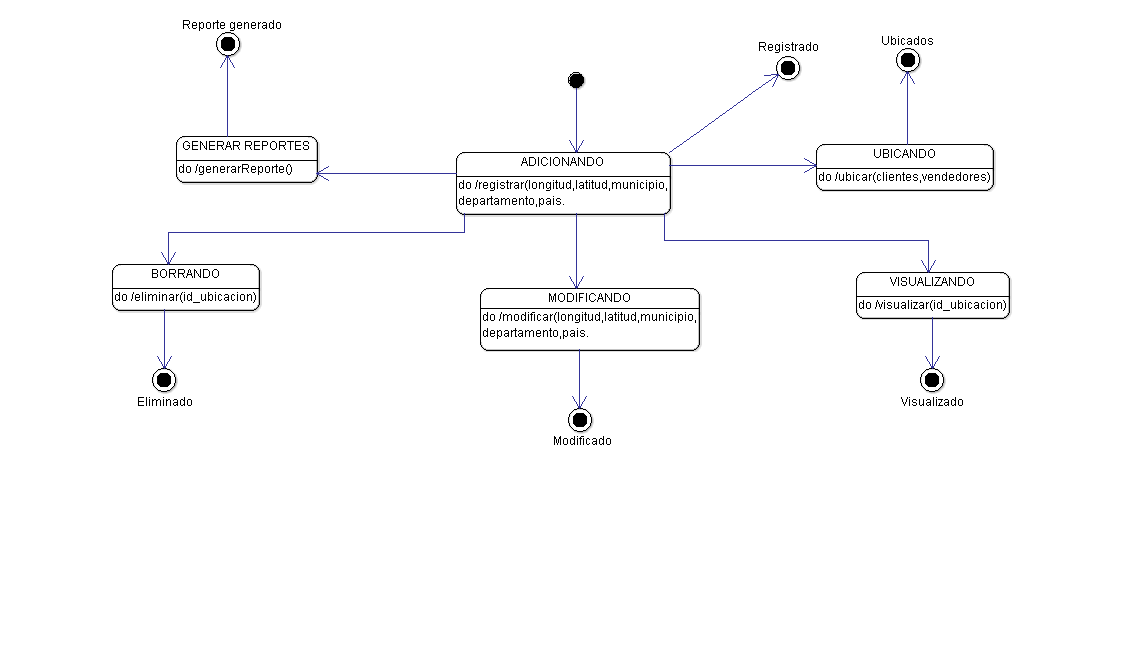 Reporte generado
Registrado
Ubicados
GENERAR REPORTES
do /generarReporte()
ADICIONANDO
do /registrar(longitud,latitud,municipio,
departamento,pais.
UBICANDO
do /ubicar(clientes,vendedores)
BORRANDO
do /eliminar(id_ubicacion)
MODIFICANDO
do /modificar(longitud,latitud,municipio,
departamento,pais.
VISUALIZANDO
do /visualizar(id_ubicacion)
Eliminado
Modificado
Visualizado